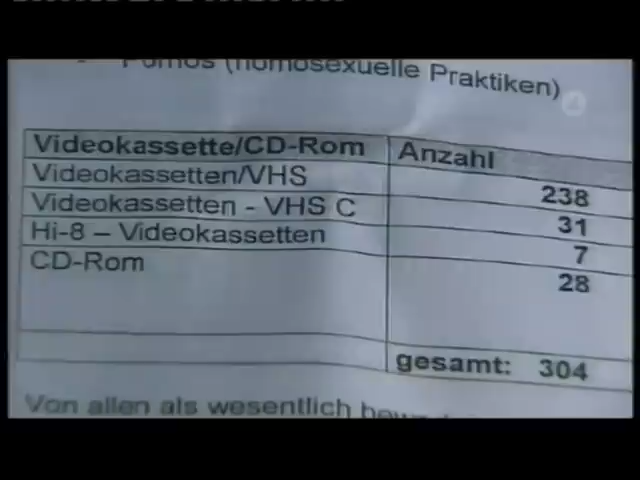 Pornos (homosexuelle Praktiken)
Videokassette/CD-Rom Anzahl
Videokassetten/VHS 238
Videokassetten - VHS C 31
Hi-8 – Videokassetten 7
CD-Rom 28
gesamt: 304
Von allen als wesentlich